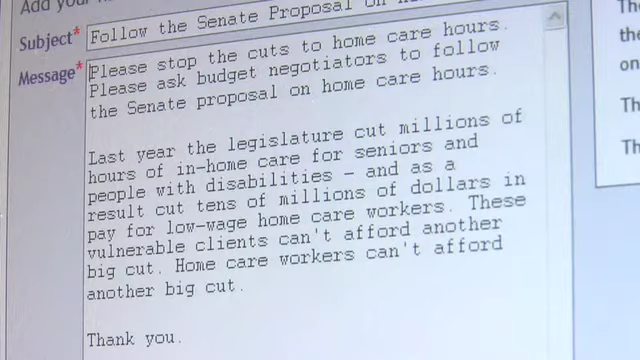 Add your
Subject* Follow the Senate Proposal on
Message* Please stop the cuts to home care hours.
Please ask budget negotiators to follow
the Senate proposal on home care hours.
Last year the legislature cut millions of
hours of in-home care for seniors and
people with disabilities – and as a
result cut tens of millions of dollars in
pay for low-wage home care workers. These
vulnerable clients can't afford another
big cut. Home care workers can't afford
another big cut.
Thank you.
The
the
on
Th
Th